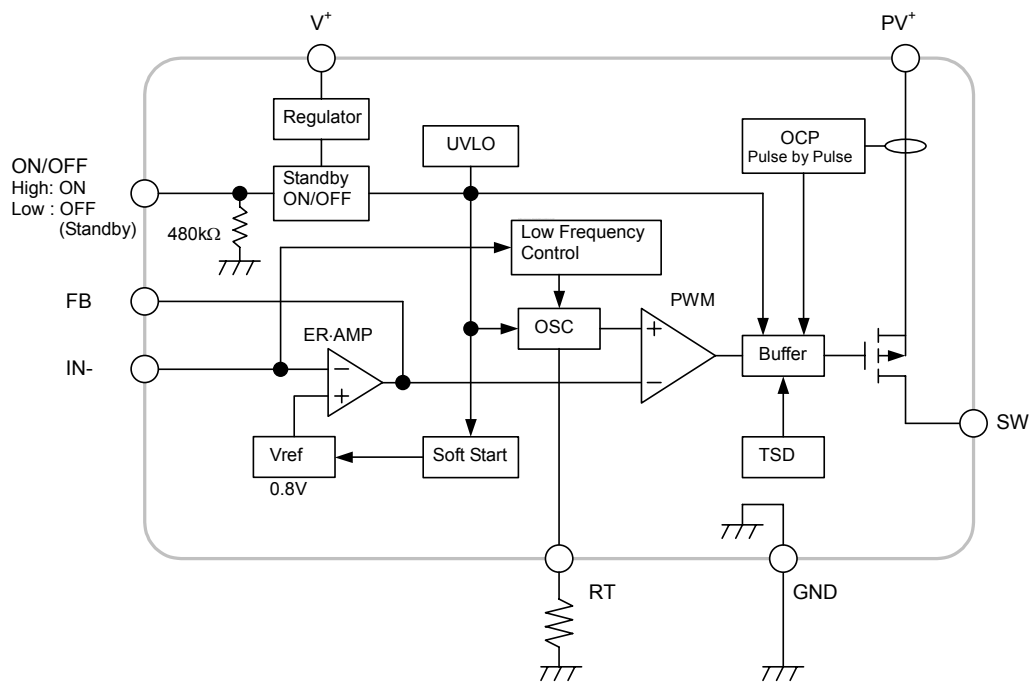 V+
PV+
Regulator
UVLO
OCP
Pulse by Pulse
ON/OFF
High: ON
Low : OFF
(Standby)
Standby
ON/OFF
480kΩ
Low Frequency
Control
FB
PWM
ER·AMP
OSC
+
Buffer
IN-
−
+
−
SW
Vref
Soft Start
TSD
0.8V
RT
GND